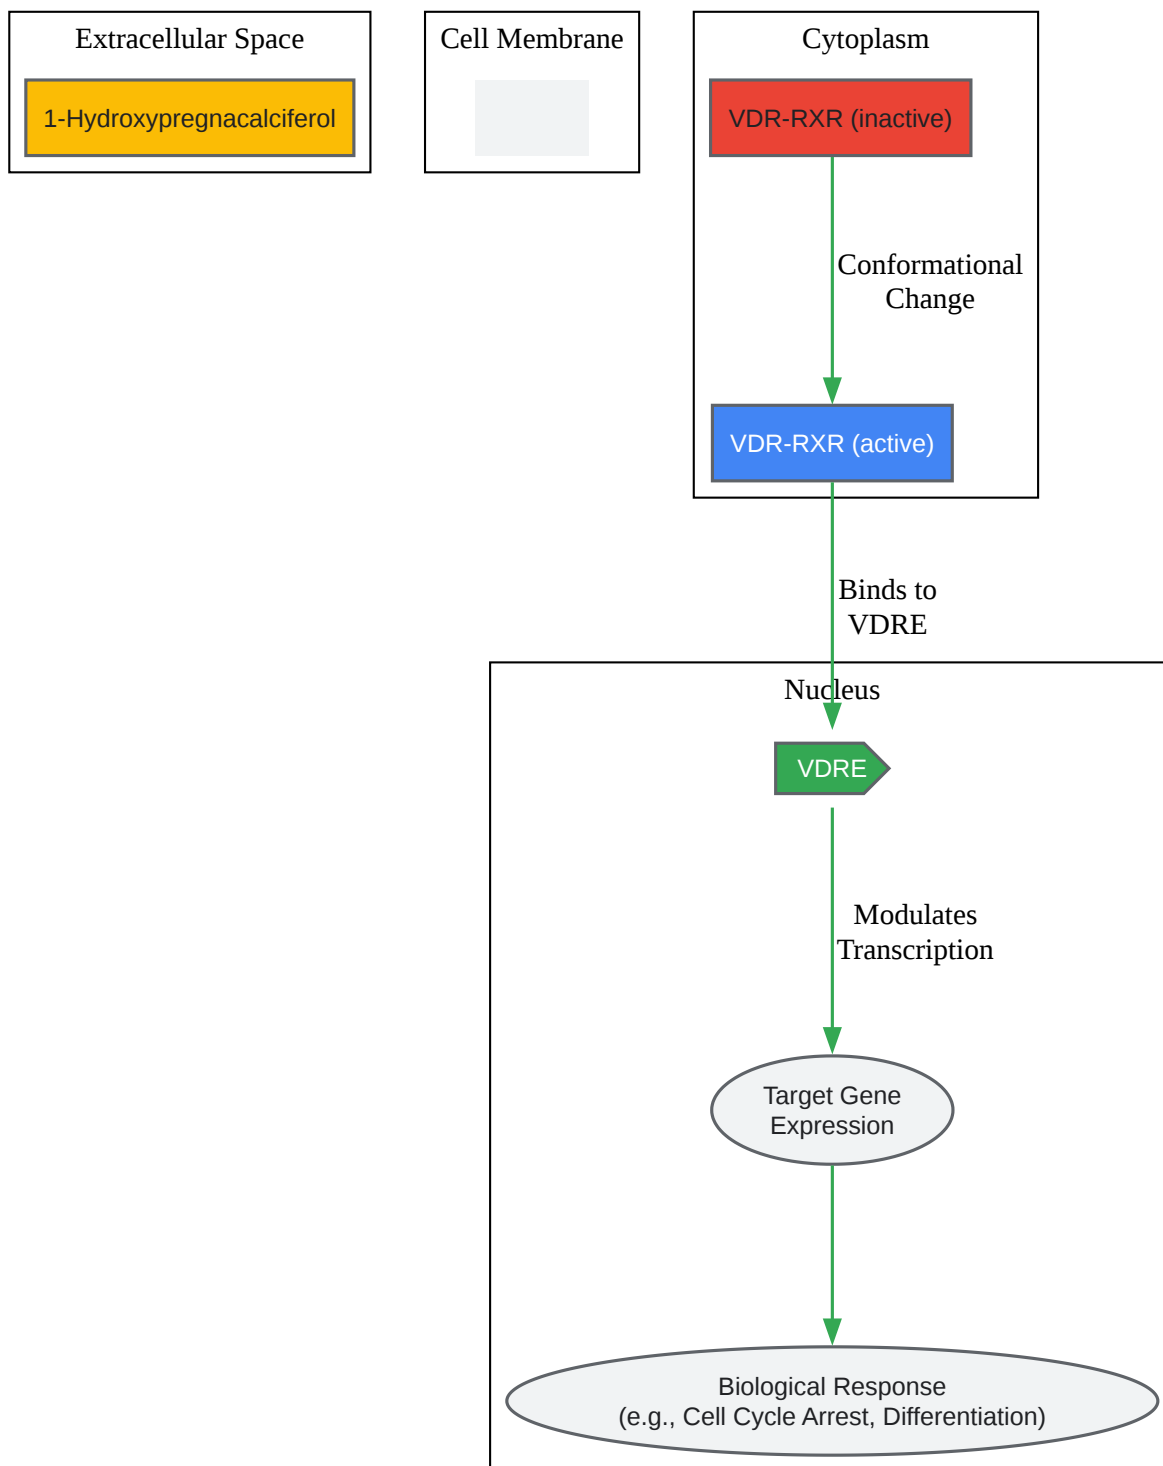 Extracellular Space
1-Hydroxypregnacalciferol
Cell Membrane
Cytoplasm
VDR-RXR (inactive)
Conformational
Change
VDR-RXR (active)
Binds to
VDRE
Nucleus
VDRE
Modulates
Transcription
Target Gene
Expression
Biological Response
(e.g., Cell Cycle Arrest, Differentiation)